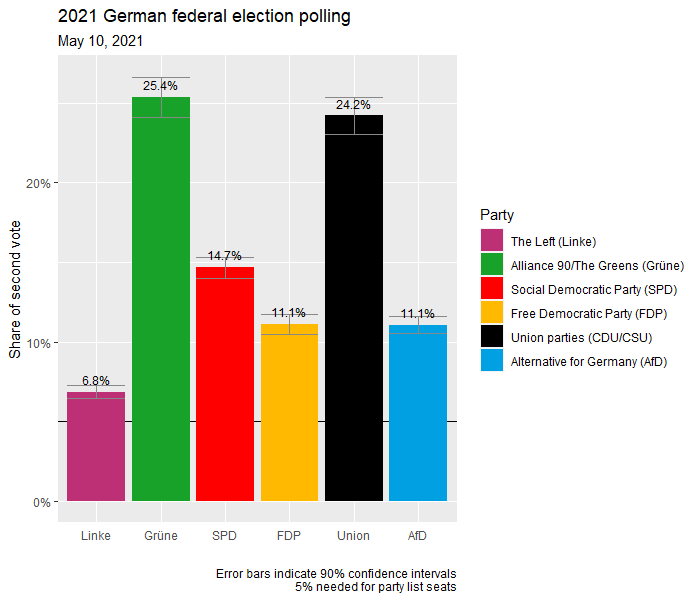 2021 German federal election polling
May 10, 2021
Share of second vote
20%
10%
0%
6.8%
25.4%
14.7%
11.1%
24.2%
11.1%
Linke
Grüne
SPD
FDP
Union
AfD
Party
The Left (Linke)
Alliance 90/The Greens (Grüne)
Social Democratic Party (SPD)
Free Democratic Party (FDP)
Union parties (CDU/CSU)
Alternative for Germany (AfD)
Error bars indicate 90% confidence intervals
5% needed for party list seats